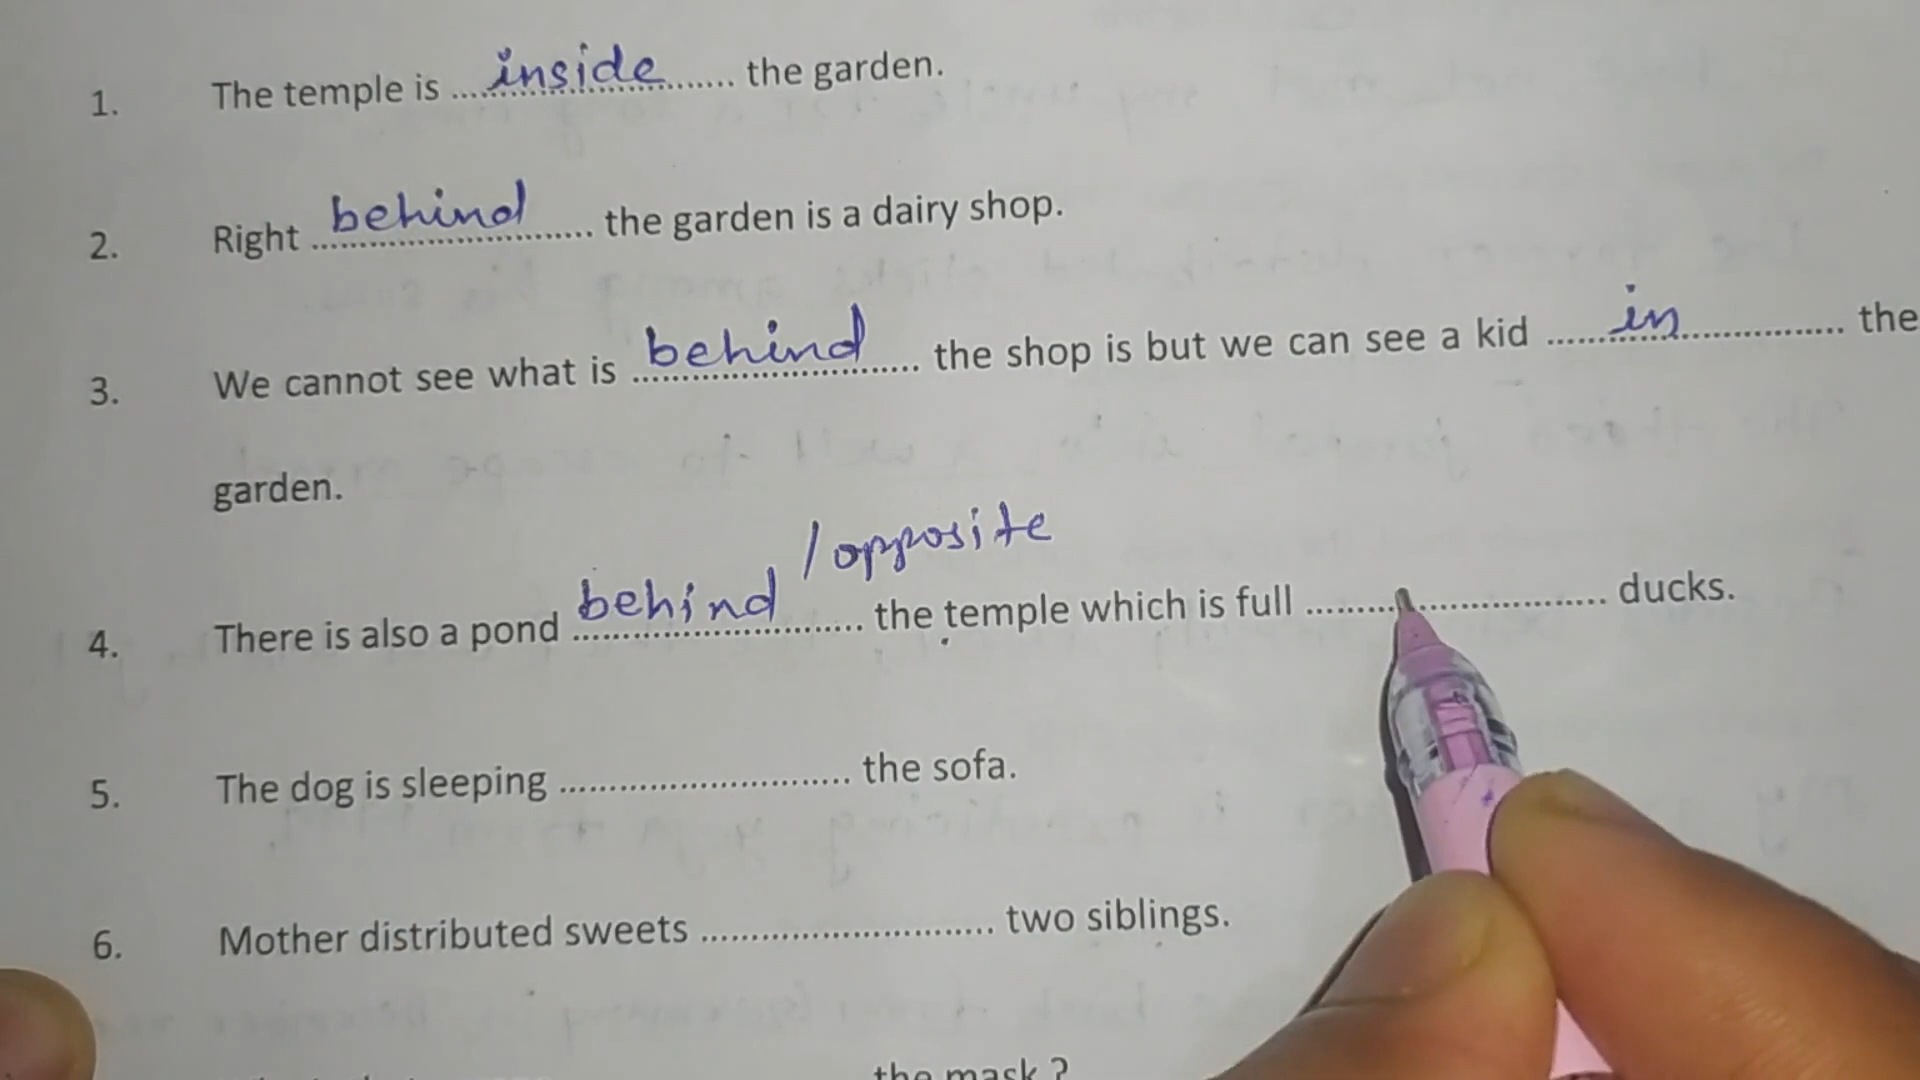 1. The temple is ......inside...... the garden.
2. Right ......behind...... the garden is a dairy shop.
3. We cannot see what is ......behind...... the shop is but we can see a kid ......in...... the
garden.
/ opposite
4. There is also a pond ......behind...... the temple which is full ............ ducks.
5. The dog is sleeping ............ the sofa.
6. Mother distributed sweets ............ two siblings.
the mask ?